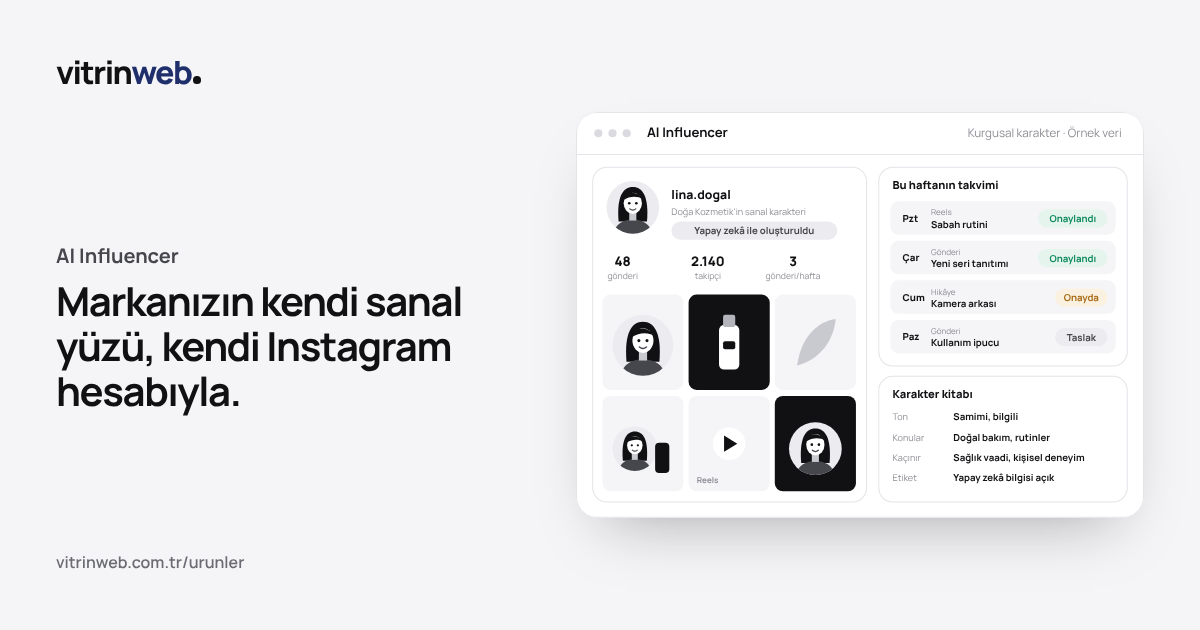 vitrinweb.
AI Influencer
Markanızın kendi sanal
yüzü, kendi Instagram
hesabıyla.
vitrinweb.com.tr/urunler
AI Influencer
Kurgusal karakter · Örnek veri
lina.dogal
Doğa Kozmetik'in sanal karakteri
Yapay zekâ ile oluşturuldu
48
gönderi
2.140
takipçi
3
gönderi/hafta
Reels
Bu haftanın takvimi
Pzt
Reels
Sabah rutini
Onaylandı
Çar
Gönderi
Yeni seri tanıtımı
Onaylandı
Cum
Hikâye
Kamera arkası
Onayda
Paz
Gönderi
Kullanım ipucu
Taslak
Karakter kitabı
Ton Samimi, bilgili
Konular Doğal bakım, rutinler
Kaçınır Sağlık vaadi, kişisel deneyim
Etiket Yapay zekâ bilgisi açık